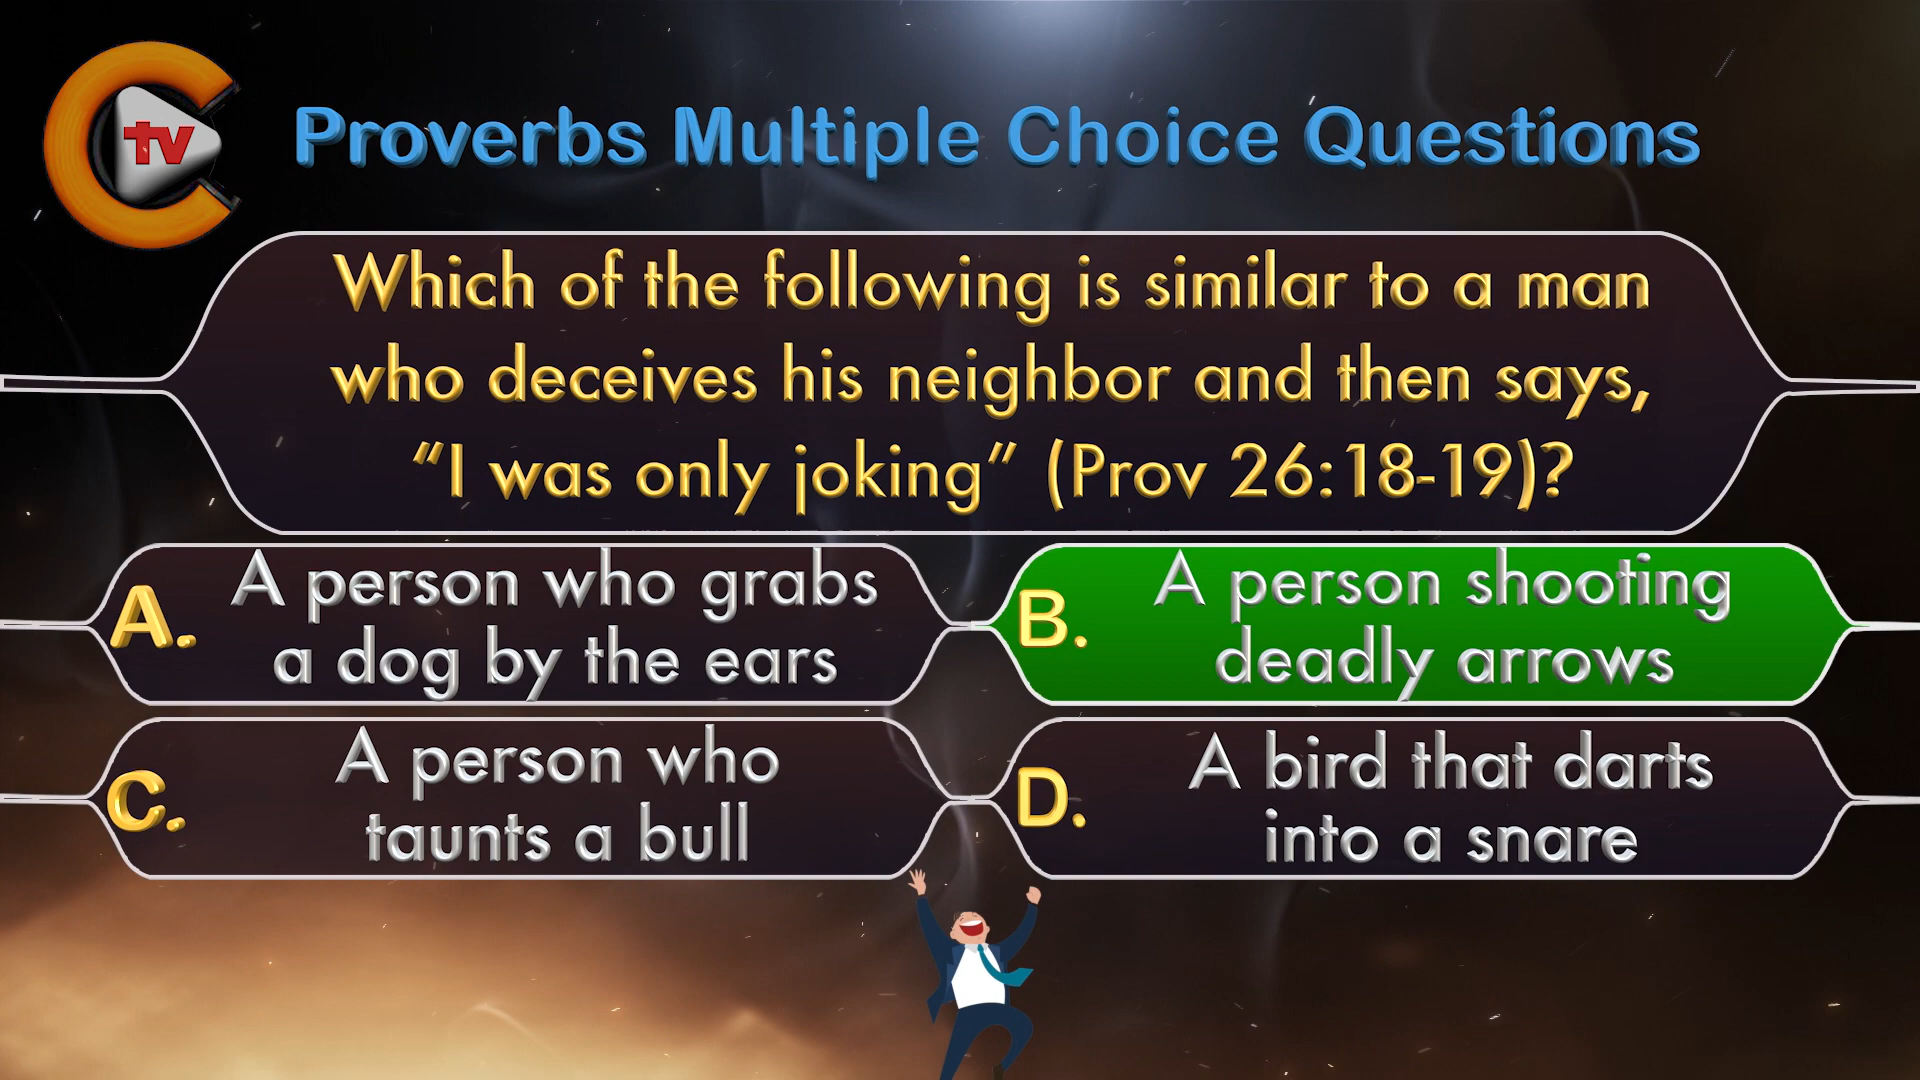 tv
Proverbs Multiple Choice Questions
Which of the following is similar to a man
who deceives his neighbor and then says,
“I was only joking” (Prov 26:18-19)?
A. A person who grabs
a dog by the ears
B. A person shooting
deadly arrows
C. A person who
taunts a bull
D. A bird that darts
into a snare